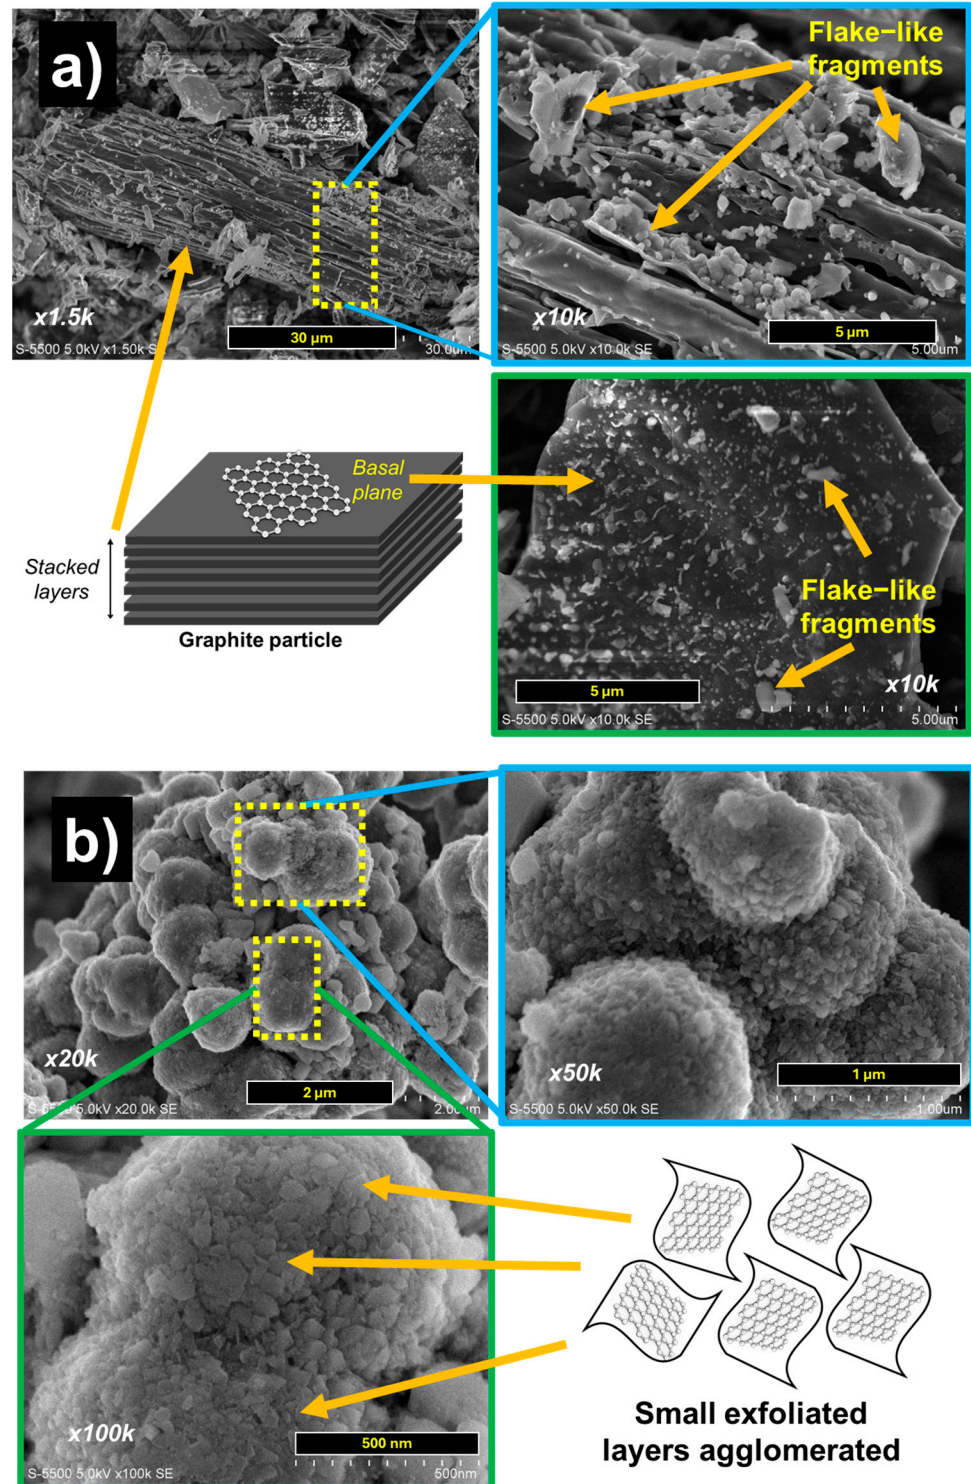 a)
x1.5k
30 µm
S-5500 5.0kV x1.50k SE
30.0um
Flake−like
fragments
x10k
5 µm
S-5500 5.0kV x10.0k SE
5.00um
Basal
plane
Stacked
layers
Graphite particle
Flake−like
fragments
5 µm
x10k
S-5500 5.0kV x10.0k SE
5.00um
b)
x20k
2 µm
S-5500 5.0kV x20.0k SE
2.00um
x50k
1 µm
S-5500 5.0kV x50.0k SE
1.00um
x100k
500 nm
S-5500 5.0kV x100k SE
500nm
Small exfoliated
layers agglomerated